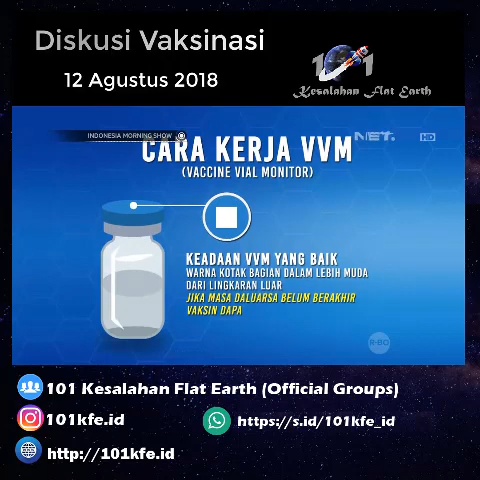 Diskusi Vaksinasi
12 Agustus 2018
101
Kesalahan Flat Earth
INDONESIA MORNING SHOW
NET.
HD
CARA KERJA VVM
(VACCINE VIAL MONITOR)
KEADAAN VVM YANG BAIK
WARNA KOTAK BAGIAN DALAM LEBIH MUDA
DARI LINGKARAN LUAR
JIKA MASA DALUARSA BELUM BERAKHIR
VAKSIN DAPA
R-BO
101 Kesalahan Flat Earth (Official Groups)
101kfe.id
https://s.id/101kfe_id
http://101kfe.id